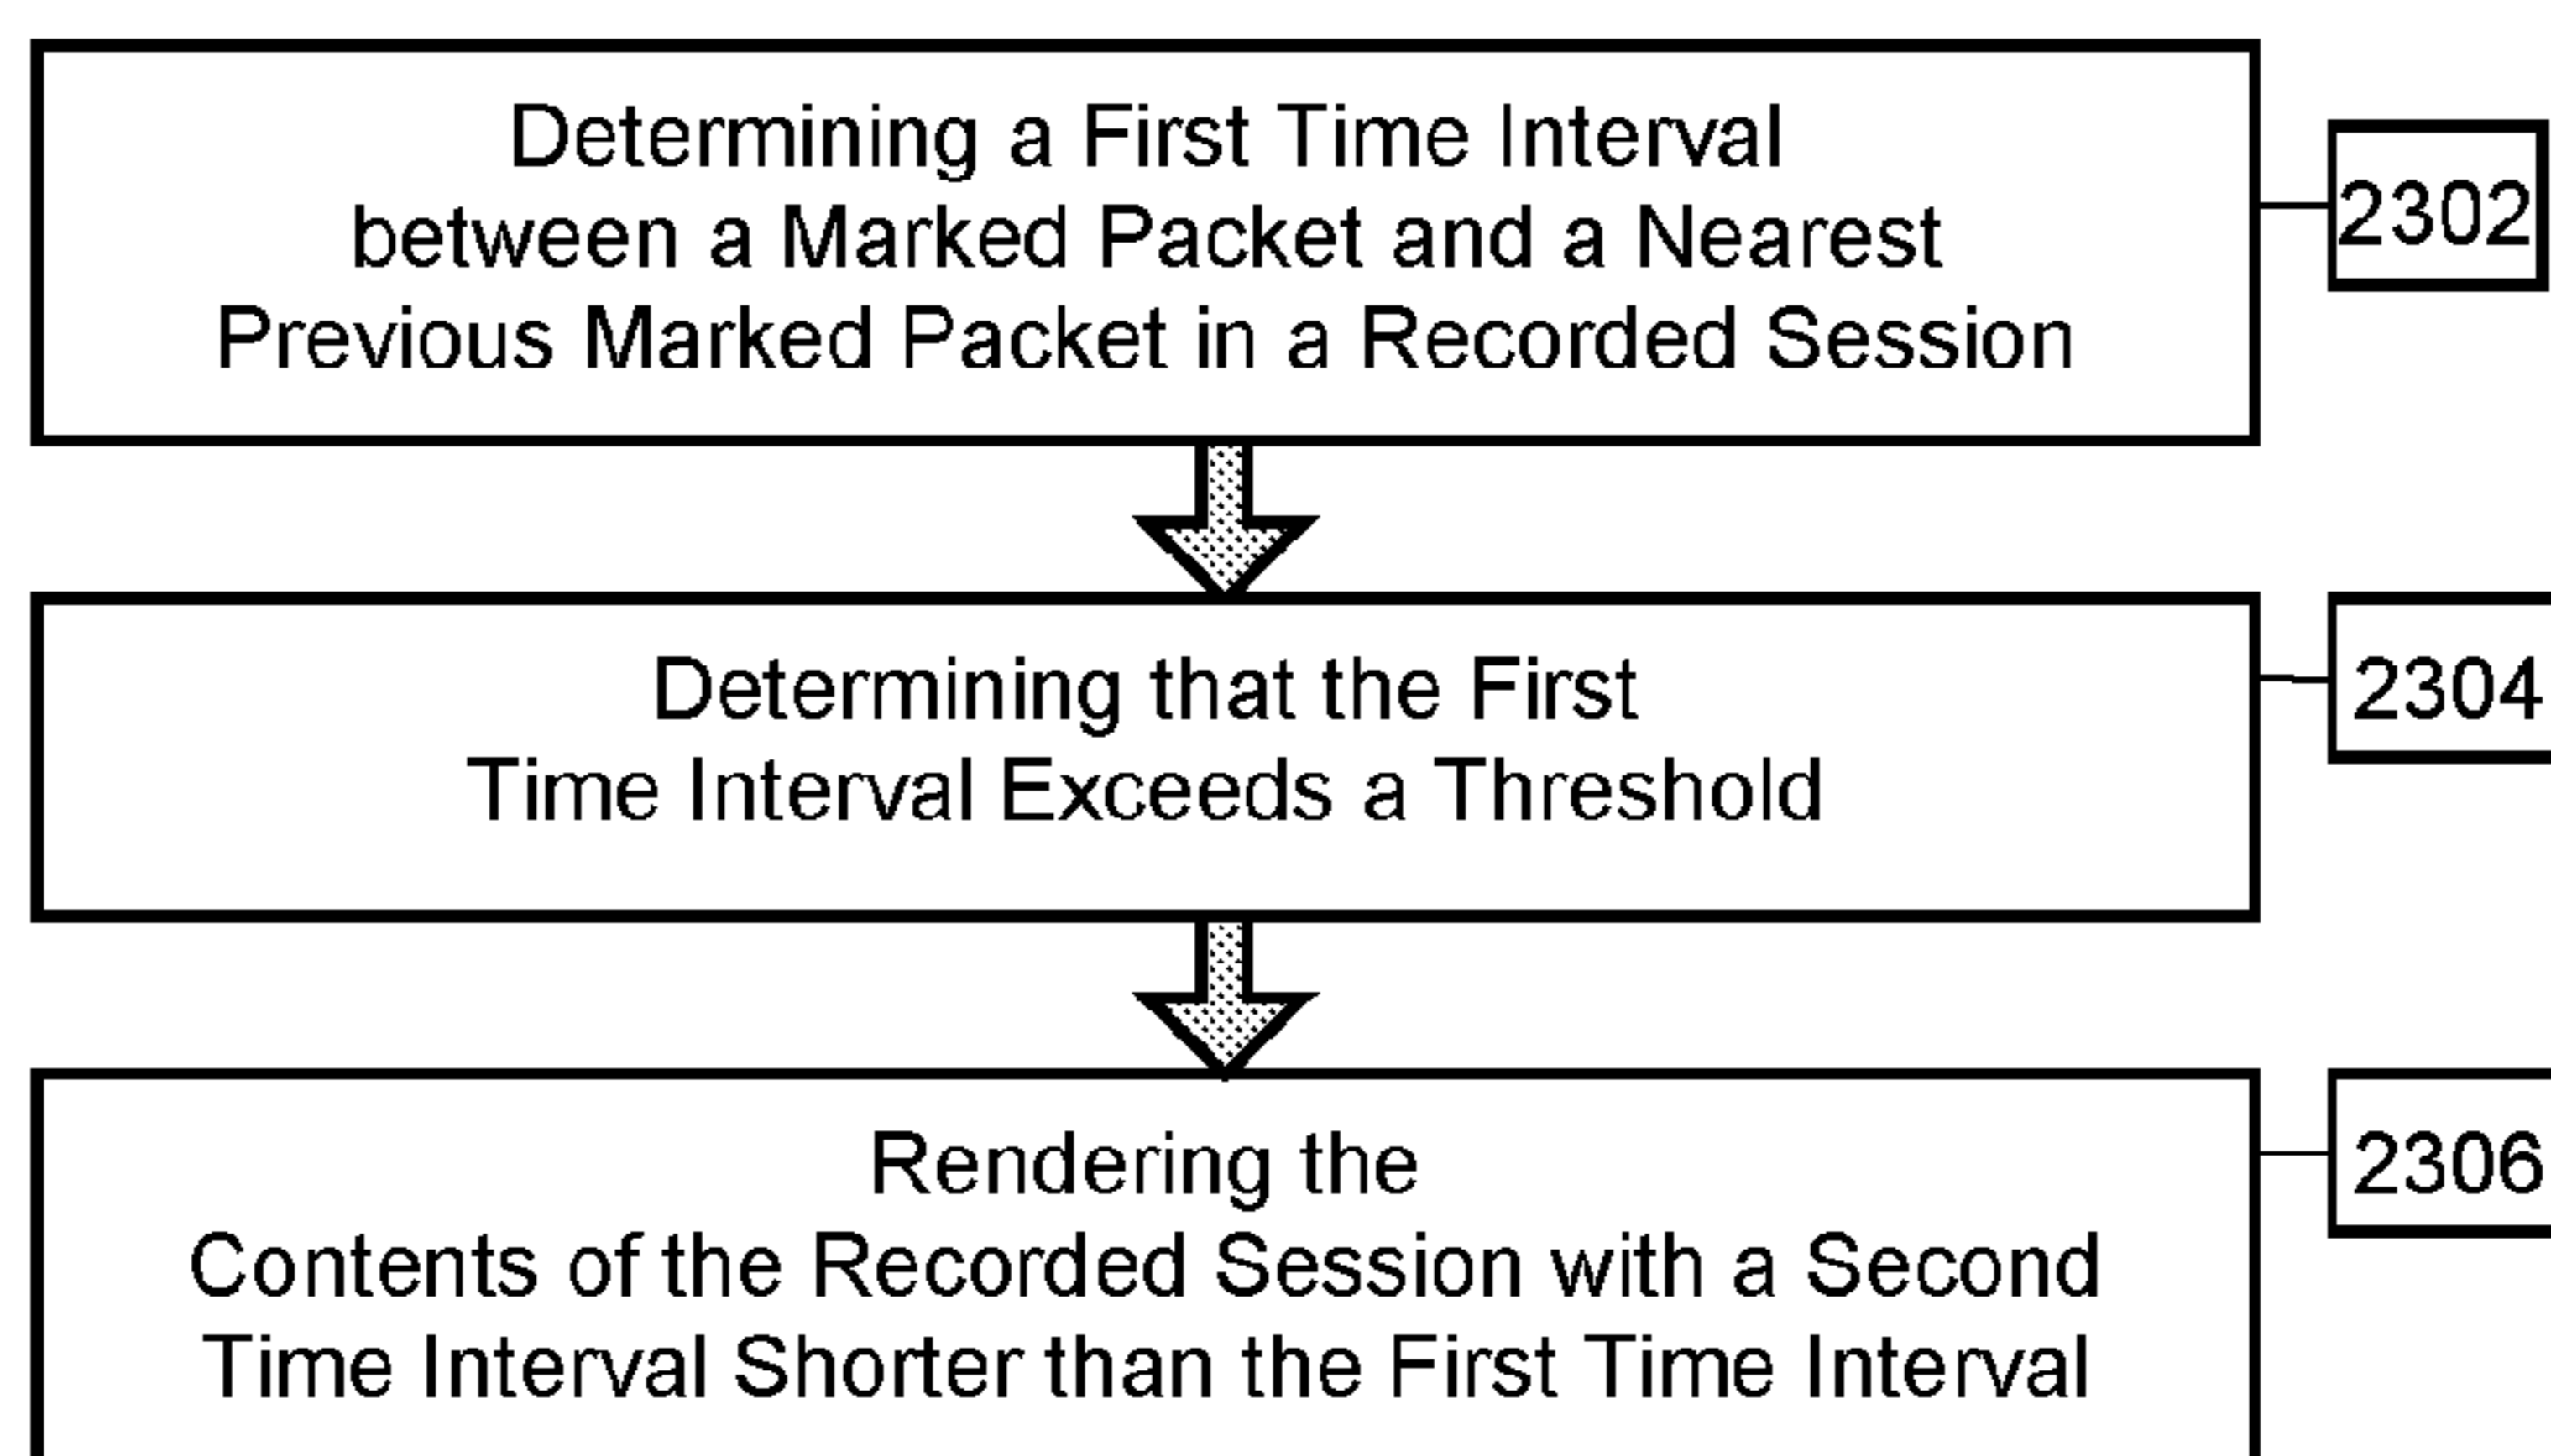 Determining a First Time Interval
between a Marked Packet and a Nearest
Previous Marked Packet in a Recorded Session
2302
Determining that the First
Time Interval Exceeds a Threshold
2304
Rendering the
Contents of the Recorded Session with a Second
Time Interval Shorter than the First Time Interval
2306